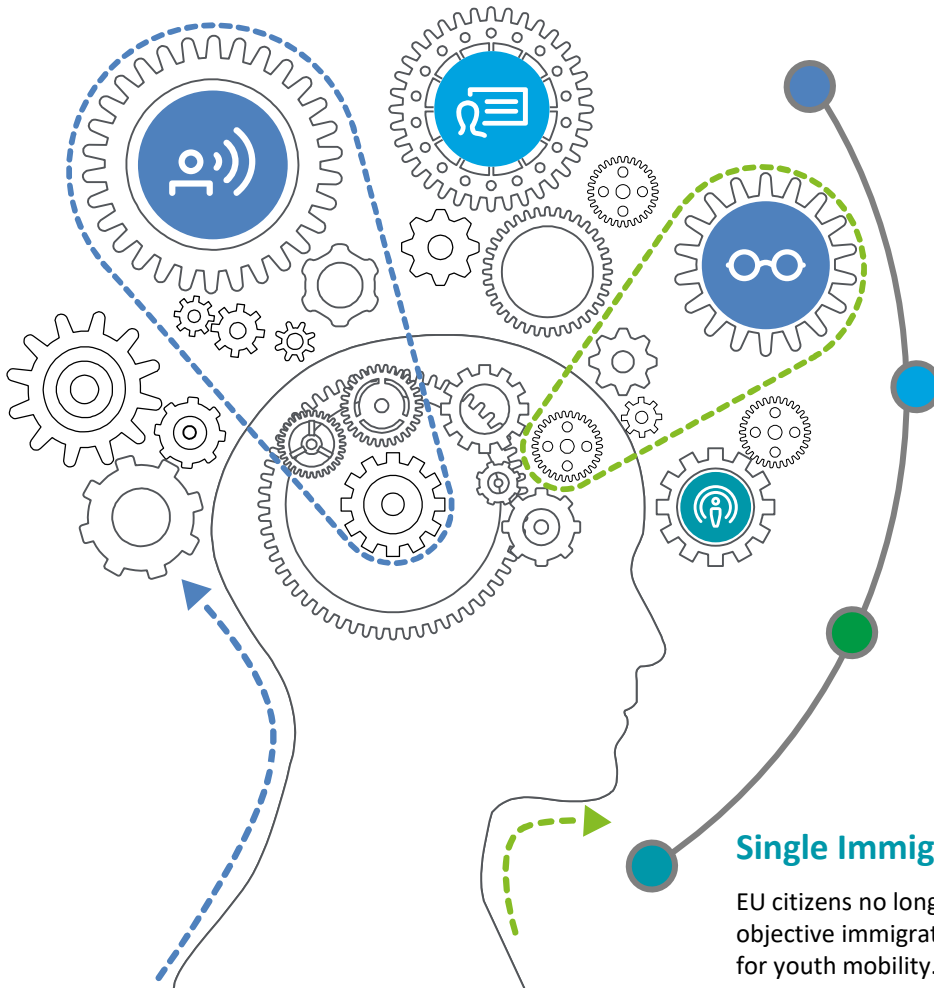 Single Immig
EU citizens no long
objective immigrat
for youth mobility.